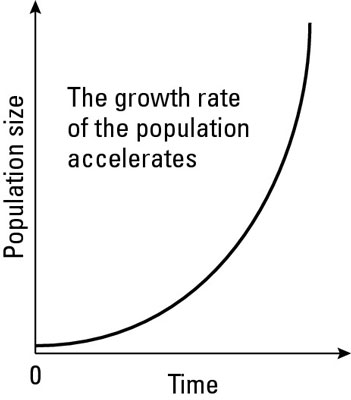 Population size
The growth rate
of the population
accelerates
0
Time